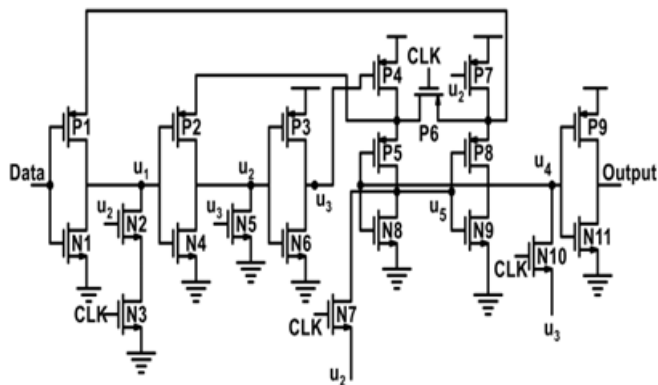 CLK
P4
P7
u2
P1
P2
P3
P6
P9
P5
P8
u4
Data
u1
u2
u3
Output
u2
N2
u3
N5
u5
N1
N4
N6
N8
N9
N10
N11
CLK
CLK
N3
CLK
N7
u3
u2